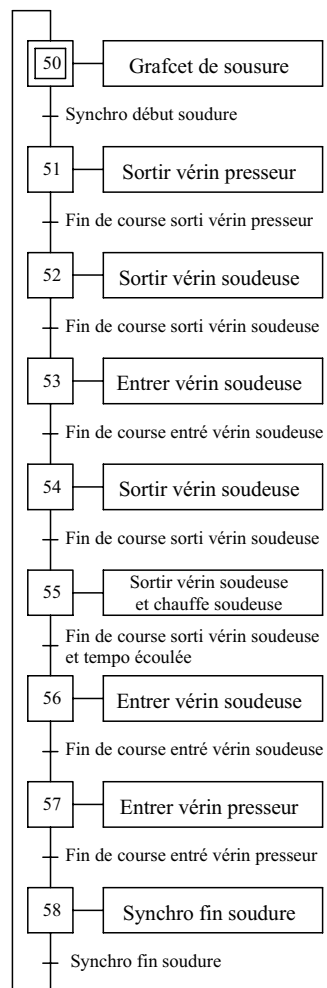 50
Grafcet de sousure
Synchro début soudure
51
Sortir vérin presseur
Fin de course sorti vérin presseur
52
Sortir vérin soudeuse
Fin de course sorti vérin soudeuse
53
Entrer vérin soudeuse
Fin de course entré vérin soudeuse
54
Sortir vérin soudeuse
Fin de course sorti vérin soudeuse
55
Sortir vérin soudeuse
et chauffe soudeuse
Fin de course sorti vérin soudeuse
et tempo écoulée
56
Entrer vérin soudeuse
Fin de course entré vérin soudeuse
57
Entrer vérin presseur
Fin de course entré vérin presseur
58
Synchro fin soudure
Synchro fin soudure